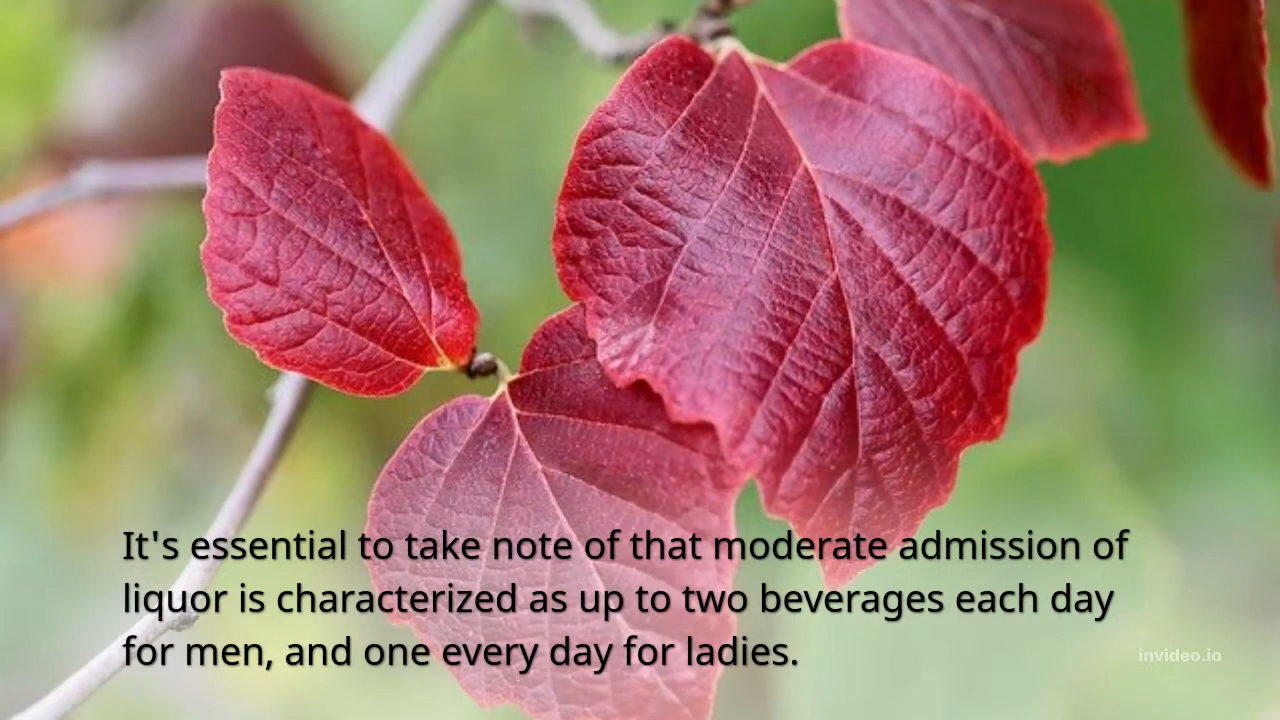 It's essential to take note of that moderate admission of
liquor is characterized as up to two beverages each day
for men, and one every day for ladies.
invideo.io